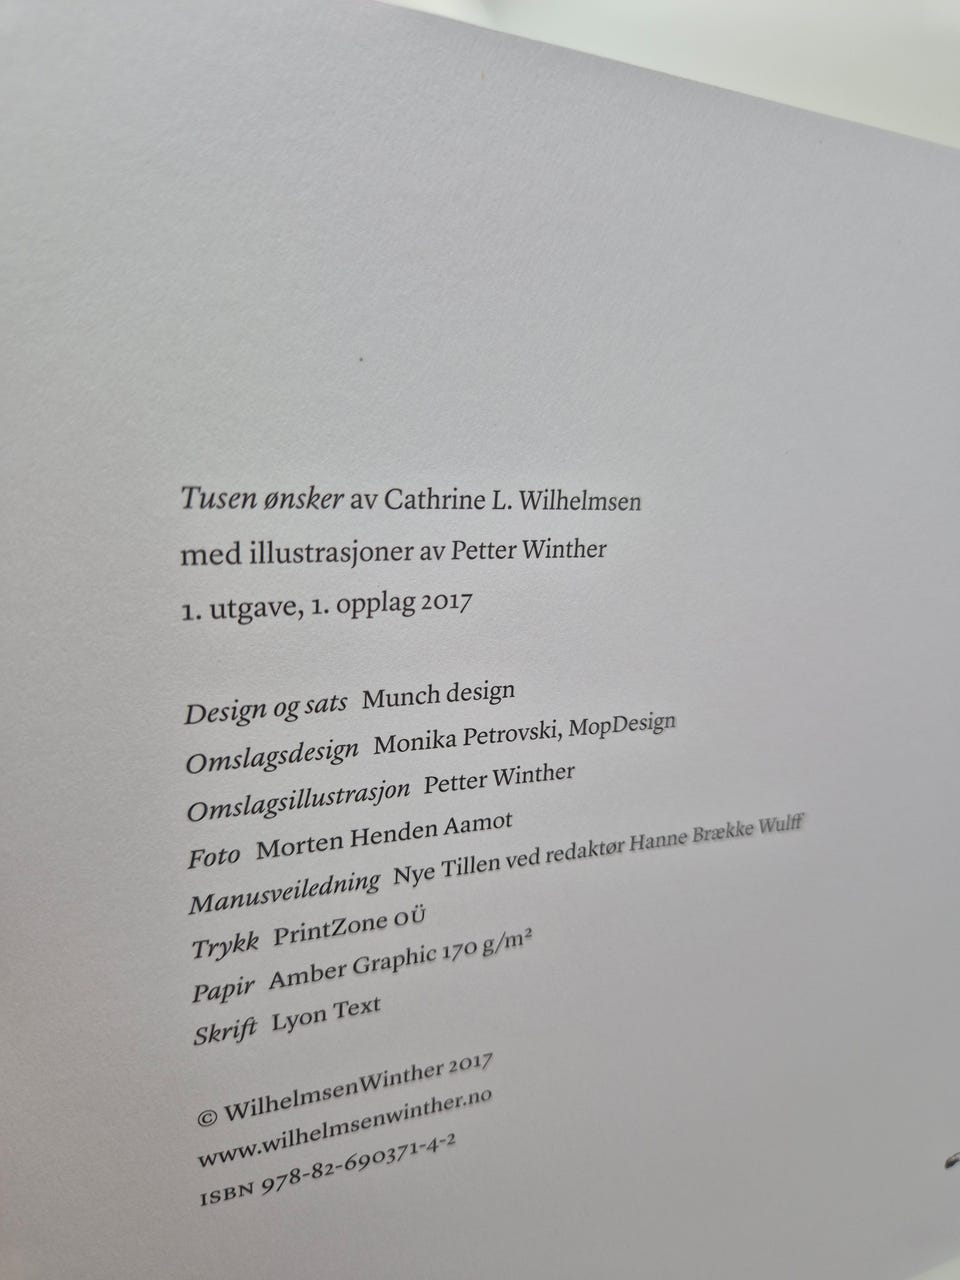 Tusen ønsker av Cathrine L. Wilhelmsen
med illustrasjoner av Petter Winther
1. utgave, 1. opplag 2017
Design og sats Munch design
Omslagsdesign Monika Petrovski, MopDesign
Omslagsillustrasjon Petter Winther
Foto Morten Henden Aamot
Manusveiledning Nye Tillen ved redaktør Hanne Brække Wulff
Trykk PrintZone OÜ
Papir Amber Graphic 170 g/m²
Skrift Lyon Text
© WilhelmsenWinther 2017
www.wilhelmsenwinther.no
ISBN 978-82-690371-4-2